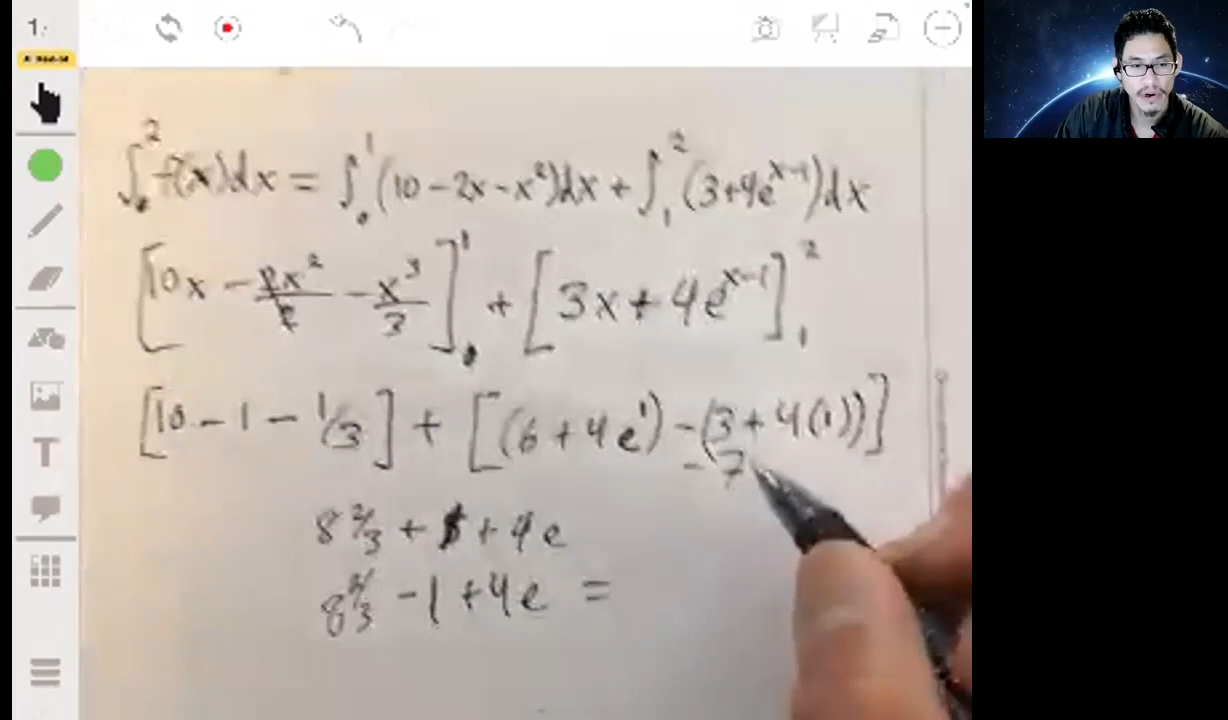 ∫₀² f(x)dx = ∫₀¹ (10 - 2x - x²)dx + ∫₁² (3+4e^(x-1))dx
[10x - 2x²/2 - x³/3]₀¹ + [3x + 4e^(x-1)]₁²
[10 - 1 - 1/3] + [(6 + 4e¹) - (3 + 4(1))]
-(7
8 2/3 + + 4e
8 2/3 - 1 + 4e =
T